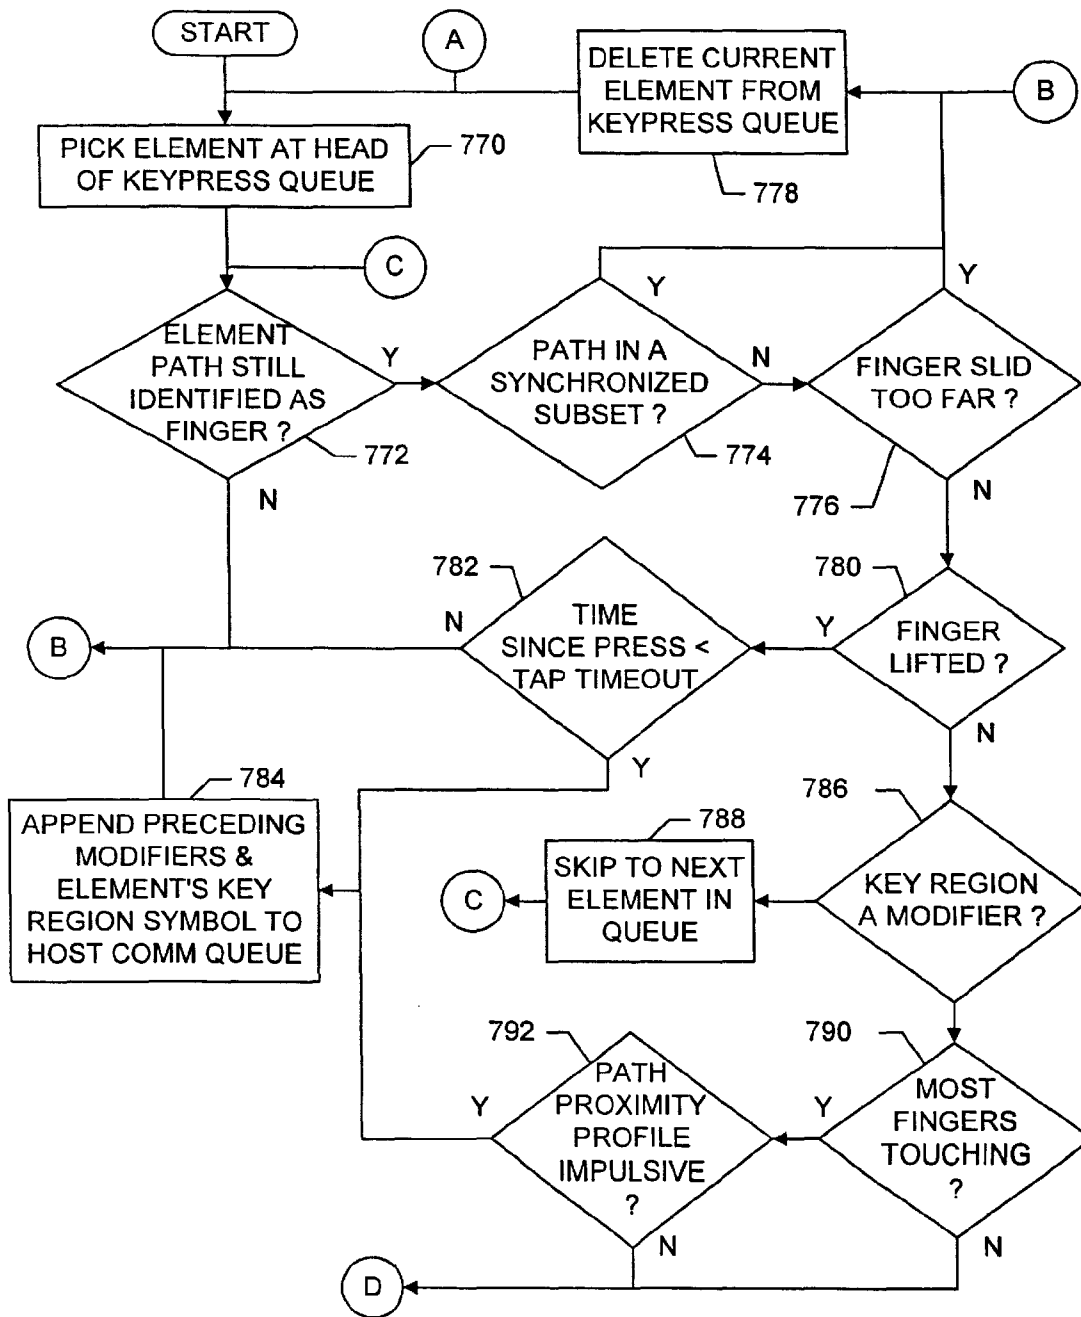 START
A
DELETE CURRENT
ELEMENT FROM
KEYPRESS QUEUE
B
PICK ELEMENT AT HEAD
OF KEYPRESS QUEUE
770
778
C
ELEMENT
PATH STILL
IDENTIFIED AS
FINGER ?
Y
772
N
Y
PATH IN A
SYNCHRONIZED
SUBSET ?
N
774
Y
FINGER SLID
TOO FAR ?
776
N
782
TIME
SINCE PRESS <
TAP TIMEOUT
N
Y
780
FINGER
LIFTED ?
Y
N
B
784
APPEND PRECEDING
MODIFIERS &
ELEMENT'S KEY
REGION SYMBOL TO
HOST COMM QUEUE
C
788
SKIP TO NEXT
ELEMENT IN
QUEUE
786
KEY REGION
A MODIFIER ?
792
PATH
PROXIMITY
PROFILE
IMPULSIVE
?
Y
N
790
MOST
FINGERS
TOUCHING
?
Y
N
D